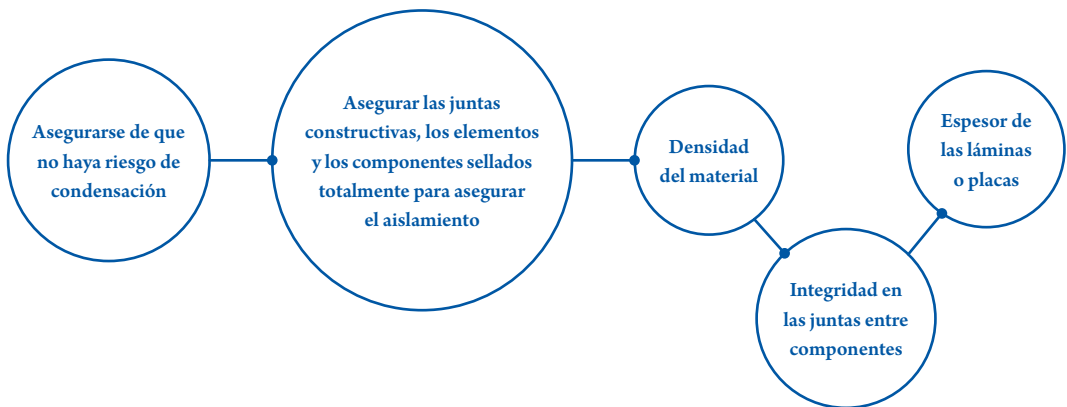 Asegurarse de que
no haya riesgo de
condensación
Asegurar las juntas
constructivas, los elementos
y los componentes sellados
totalmente para asegurar
el aislamiento
Densidad
del material
Integridad en
las juntas entre
componentes
Espesor de
las láminas
o placas